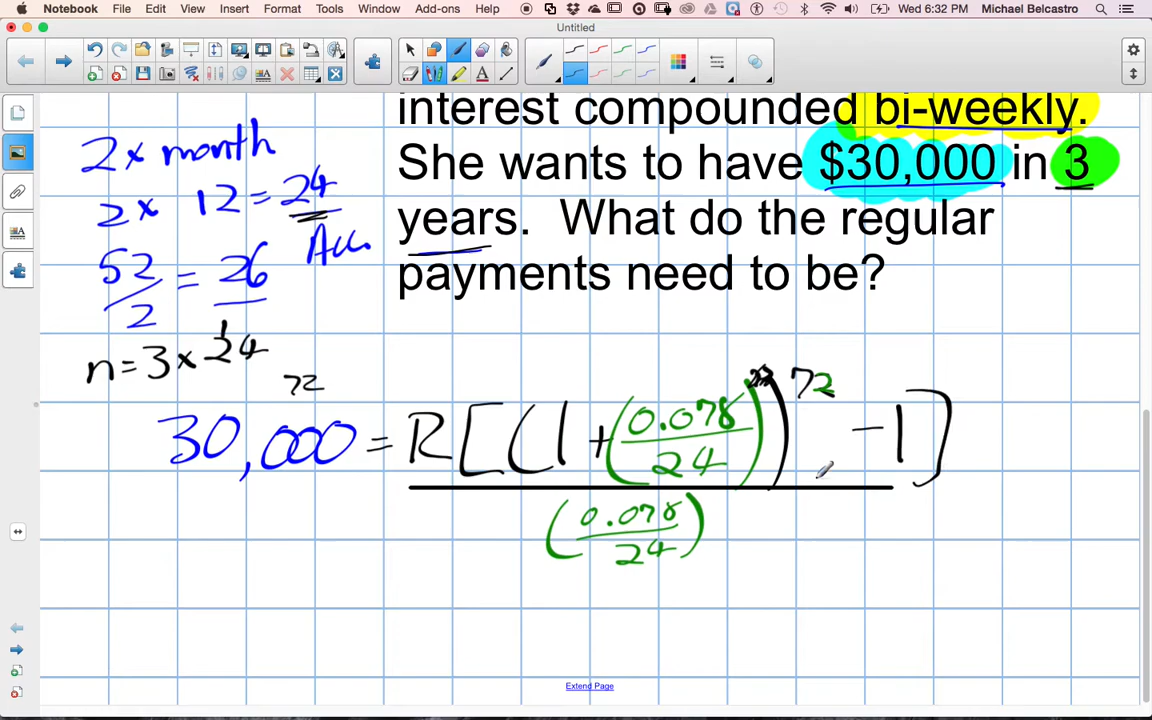 Notebook File Edit View Insert Format Tools Window Add-ons Help Wed 6:32 PM Michael Belcastro
Untitled
interest compounded bi-weekly.
She wants to have $30,000 in 3
years. What do the regular
payments need to be?
2 x month
2 x 12 = 24
Acc.
52/2 = 26
n = 3 x 24
72
30,000 = R[(1 + (0.078/24))^72 - 1]
(0.078/24)
Extend Page